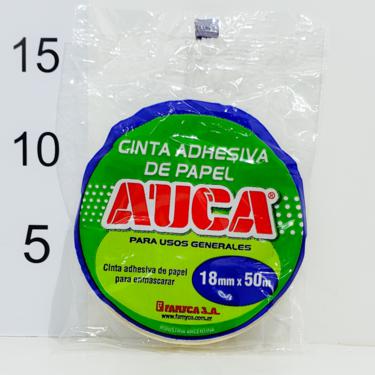 15
10
5
CINTA ADHESIVA
DE PAPEL
AUCA®
PARA USOS GENERALES
Cinta adhesiva de papel
para enmascarar
18mm x 50m
FAMYCA S.A.
www.famyca.com.ar
INDUSTRIA ARGENTINA